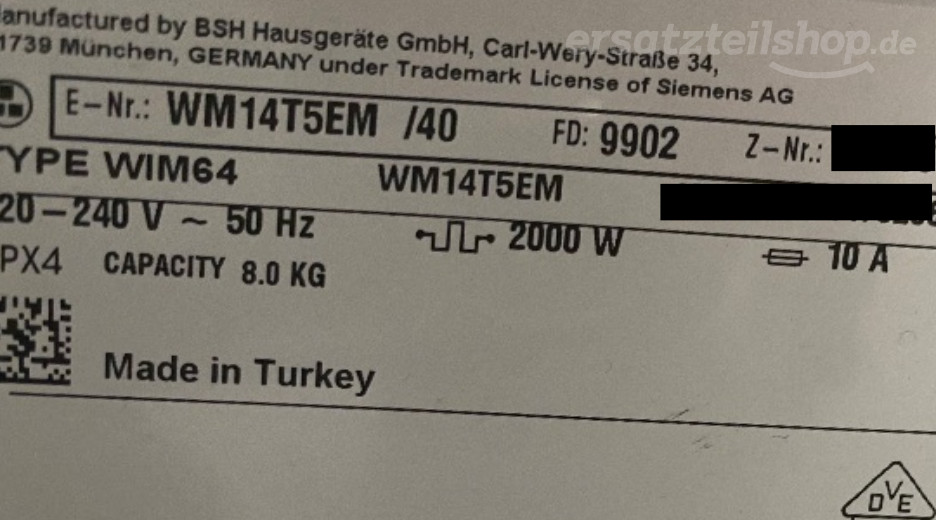 ersatzteilshop.de
anufactured by BSH Hausgeräte GmbH, Carl-Wery-Straße 34,
1739 München, GERMANY under Trademark License of Siemens AG
E-Nr.: WM14T5EM /40 FD: 9902 Z-Nr.:
YPE WIM64 WM14T5EM
20-240 V ~ 50 Hz 2000 W 10 A
PX4 CAPACITY 8.0 KG
Made in Turkey
DVE